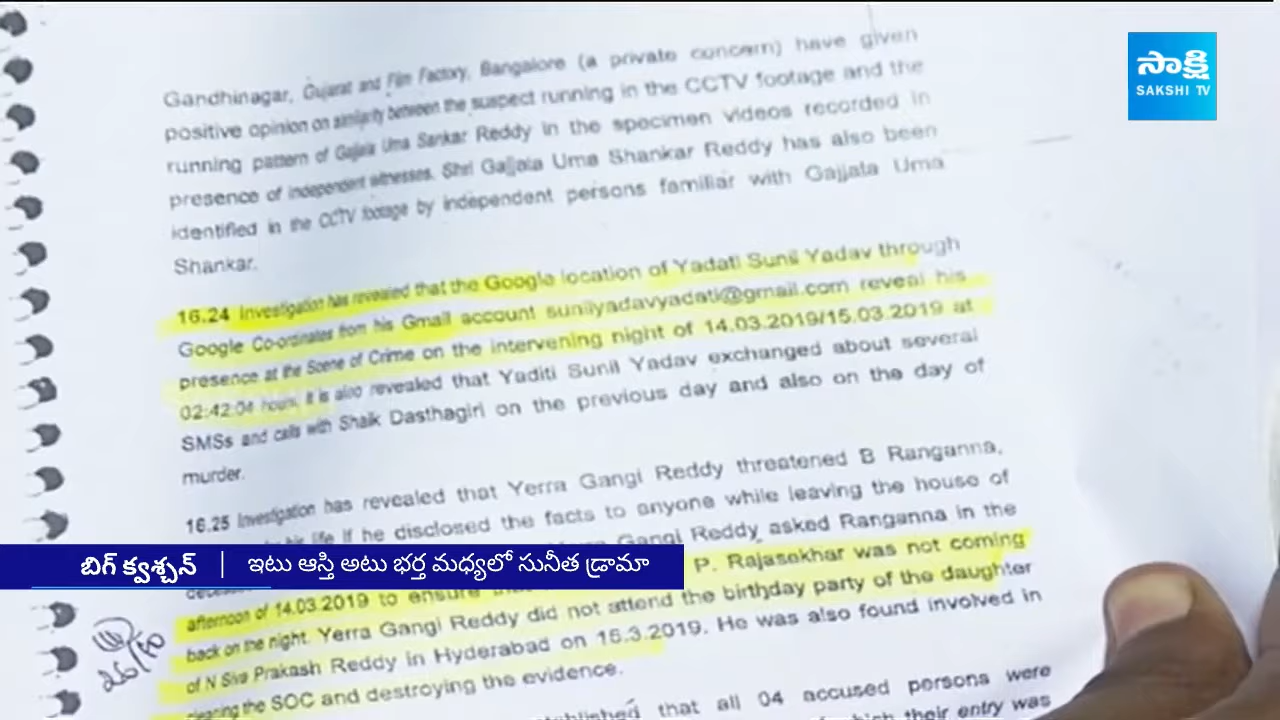 సాక్షి
SAKSHI TV
Gandhinagar, Gujarat and Film Factory, Bangalore (a private concern) have given
positive opinion on similarity between the suspect running in the CCTV footage and the
running pattern of Gajjala Uma Sankar Reddy in the specimen videos recorded in
presence of independent witnesses. Shri Gajjala Uma Shankar Reddy has also been
identified in the CCTV footage by independent persons familiar with Gajjala Uma
Shankar.
16.24 Investigation has revealed that the Google location of Yadati Sunil Yadav through
Google Co-ordinates from his Gmail account sunilyadavyadati@gmail.com reveal his
presence at the Scene of Crime on the intervening night of 14.03.2019/15.03.2019 at
02:42:04 hours. It is also revealed that Yaditi Sunil Yadav exchanged about several
SMSs and calls with Shaik Dasthagiri on the previous day and also on the day of
murder.
16.25 Investigation has revealed that Yerra Gangi Reddy threatened B Ranganna,
his life if he disclosed the facts to anyone while leaving the house of
Gangi Reddy asked Ranganna in the
P. Rajasekhar was not coming
afternoon of 14.03.2019 to ensure
back on the night. Yerra Gangi Reddy did not attend the birthday party of the daughter
of N Siva Prakash Reddy in Hyderabad on 15.3.2019. He was also found involved in
the SOC and destroying the evidence.
that all 04 accused persons were
which their entry was
26/50
బిగ్ క్వశ్చన్ | ఇటు ఆస్తి అటు భర్త మధ్యలో సునీత డ్రామా